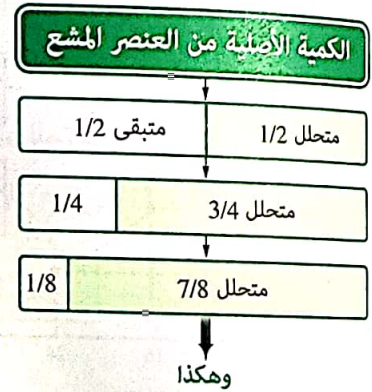 الكمية الأصلية من العنصر المشع
متحلل 1/2 متبقى 1/2
متحلل 3/4 1/4
متحلل 7/8 1/8
وهكذا